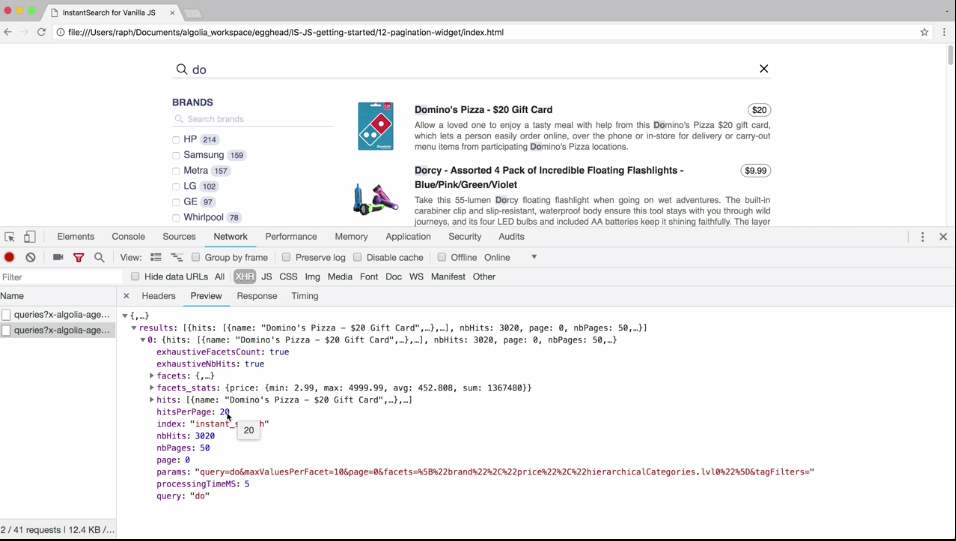 InstantSearch for Vanilla JS
file:///Users/raph/Documents/algolia_workspace/egghead/IS-JS-getting-started/12-pagination-widget/index.html
do
BRANDS
Search brands
HP 214
Samsung 159
Metra 157
LG 102
GE 97
Whirlpool 78
Domino's Pizza - $20 Gift Card $20
Allow a loved one to enjoy a tasty meal with help from this Domino's Pizza $20 gift card,
which lets a person easily order online, over the phone or in-store for delivery or carry-out
menu items from participating Domino's Pizza locations.
Dorcy - Assorted 4 Pack of Incredible Floating Flashlights - $9.99
Blue/Pink/Green/Violet
Take this 55-lumen Dorcy floating flashlight when going on wet adventures. The built-in
carabiner clip and slip-resistant, waterproof body ensure this tool stays with you through wild
journeys, and its four LED bulbs and included AA batteries keep it shining faithfully. The layer
Elements Console Sources Network Performance Memory Application Security Audits
View: Group by frame Preserve log Disable cache Offline Online
Filter Hide data URLs All XHR JS CSS Img Media Font Doc WS Manifest Other
Name Headers Preview Response Timing
queries?x-algolia-age...
queries?x-algolia-age...
{,…}
results: [{hits: [{name: "Domino's Pizza – $20 Gift Card",…},…], nbHits: 3020, page: 0, nbPages: 50,…}]
0: {hits: [{name: "Domino's Pizza – $20 Gift Card",…},…], nbHits: 3020, page: 0, nbPages: 50,…}
exhaustiveFacetsCount: true
exhaustiveNbHits: true
facets: {,…}
facets_stats: {price: {min: 2.99, max: 4999.99, avg: 452.808, sum: 1367480}}
hits: [{name: "Domino's Pizza – $20 Gift Card",…},…]
hitsPerPage: 20
index: "instant_s h"
20
nbHits: 3020
nbPages: 50
page: 0
params: "query=do&maxValuesPerFacet=10&page=0&facets=%5B%22brand%22%2C%22price%22%2C%22hierarchicalCategories.lvl0%22%5D&tagFilters="
processingTimeMS: 5
query: "do"
2 / 41 requests | 12.4 KB /...